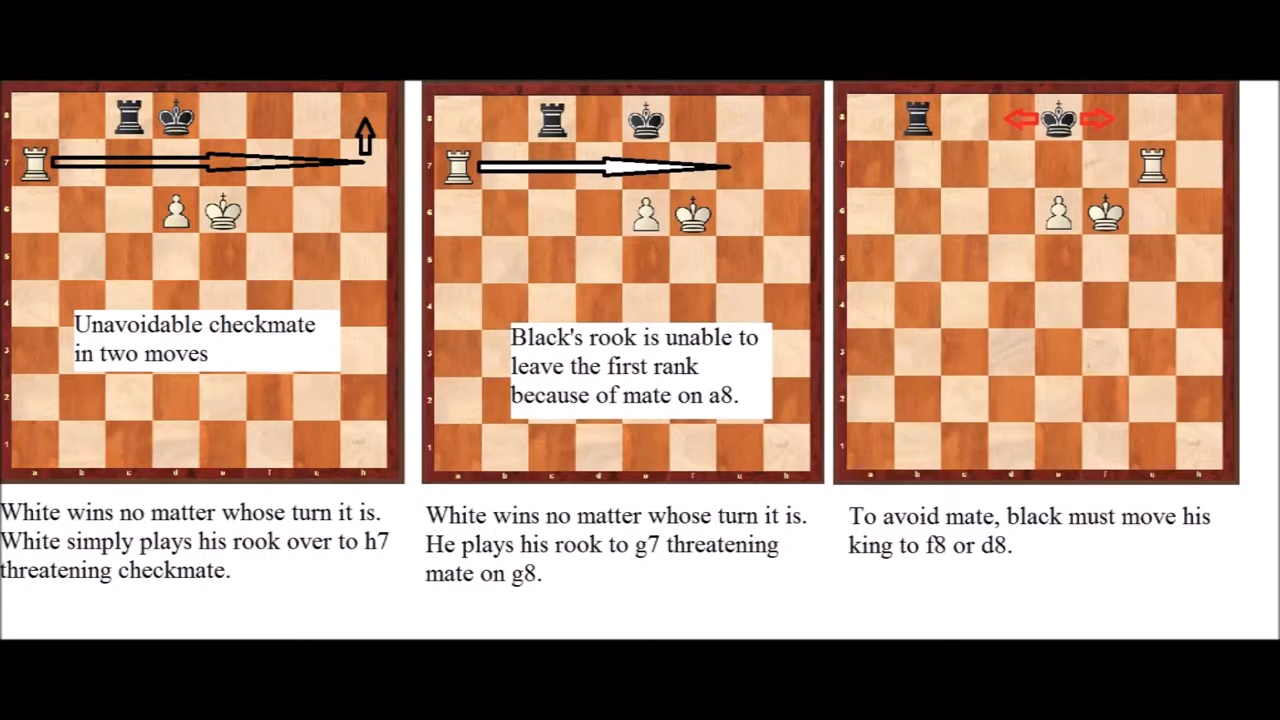 Unavoidable checkmate
in two moves
White wins no matter whose turn it is.
White simply plays his rook over to h7
threatening checkmate.
Black's rook is unable to
leave the first rank
because of mate on a8.
White wins no matter whose turn it is.
He plays his rook to g7 threatening
mate on g8.
To avoid mate, black must move his
king to f8 or d8.